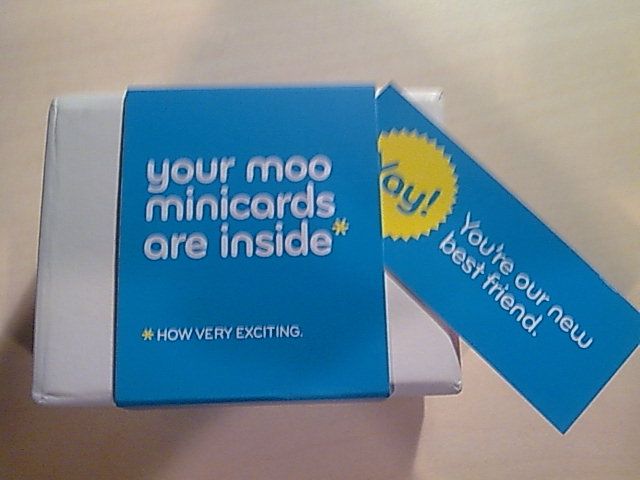 your moo
minicards
are inside*
*HOW VERY EXCITING.
Yay!
You're our new
best friend.